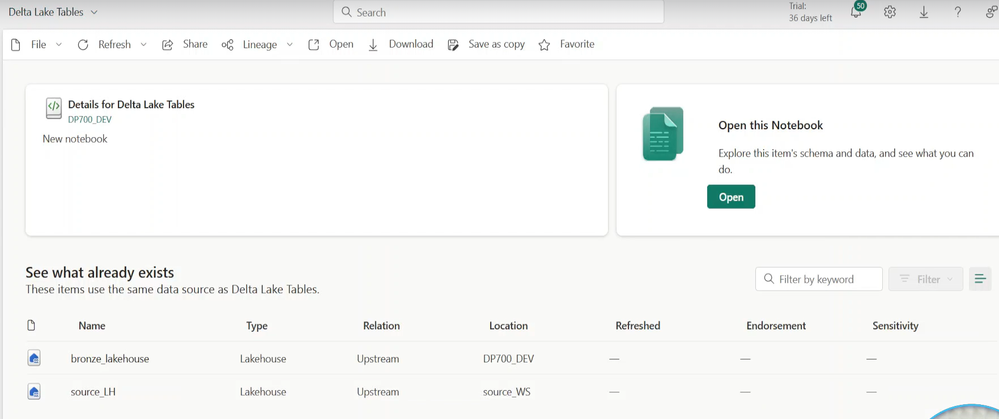 Delta Lake Tables
Search
Trial:
36 days left
50
?
File
Refresh
Share
Lineage
Open
Download
Save as copy
Favorite
Details for Delta Lake Tables
DP700_DEV
New notebook
Open this Notebook
Explore this item's schema and data, and see what you can
do.
Open
See what already exists
These items use the same data source as Delta Lake Tables.
Filter by keyword
Filter
Name Type Relation Location Refreshed Endorsement Sensitivity
bronze_lakehouse Lakehouse Upstream DP700_DEV — — —
source_LH Lakehouse Upstream source_WS — — —